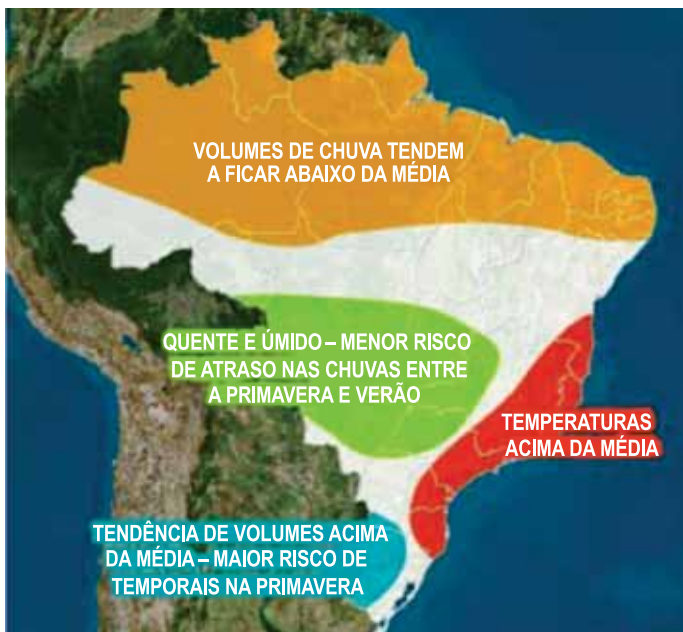 VOLUMES DE CHUVA TENDEM
A FICAR ABAIXO DA MÉDIA
QUENTE E ÚMIDO – MENOR RISCO
DE ATRASO NAS CHUVAS ENTRE
A PRIMAVERA E VERÃO
TEMPERATURAS
ACIMA DA MÉDIA
TENDÊNCIA DE VOLUMES ACIMA
DA MÉDIA – MAIOR RISCO DE
TEMPORAIS NA PRIMAVERA